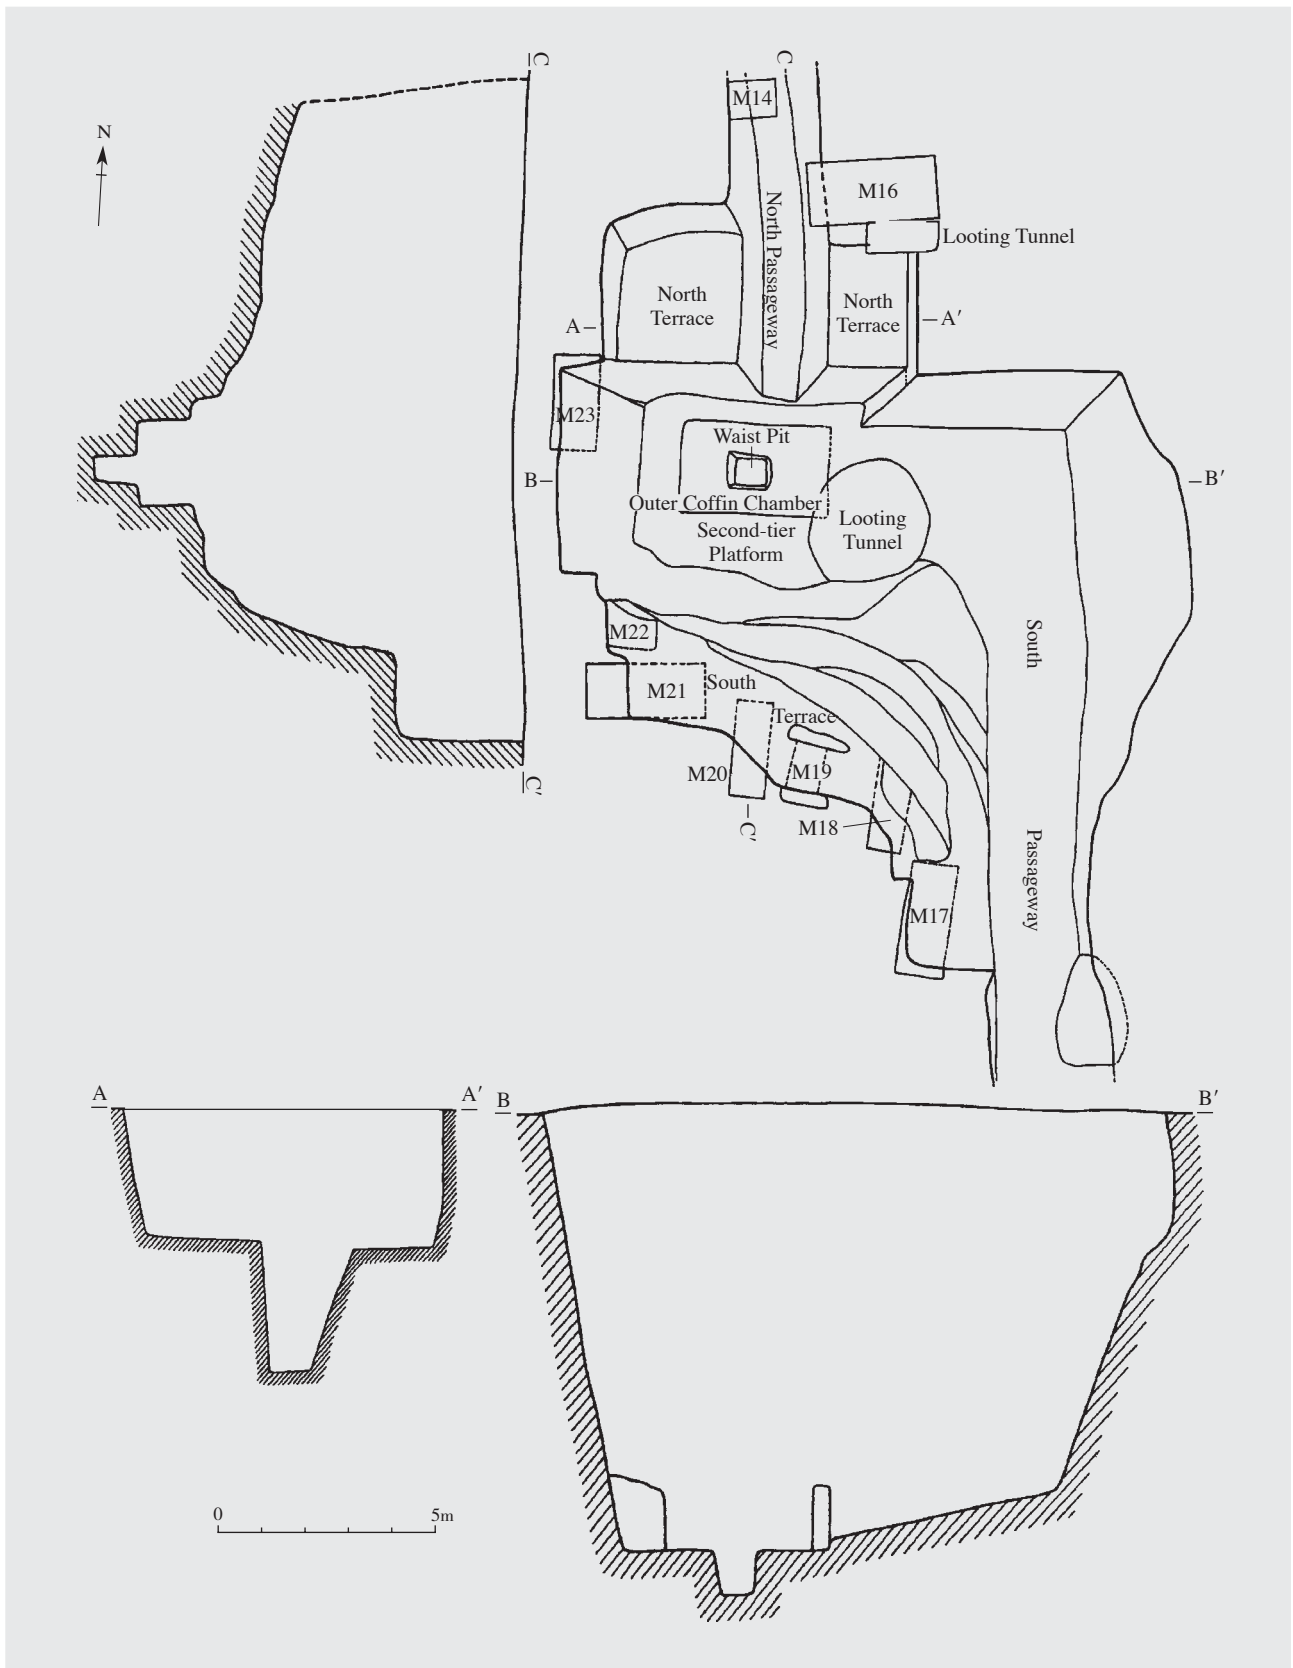 C
C
N
M14
M16
North Passageway
Looting Tunnel
North
Terrace
North
Terrace
A
A′
M23
Waist Pit
B
B′
Outer Coffin Chamber
Looting
Tunnel
Second-tier
Platform
M22
South
M21
South
Terrace
M20
M19
C′
C′
M18
Passageway
M17
A
A′
B
B′
0
5m